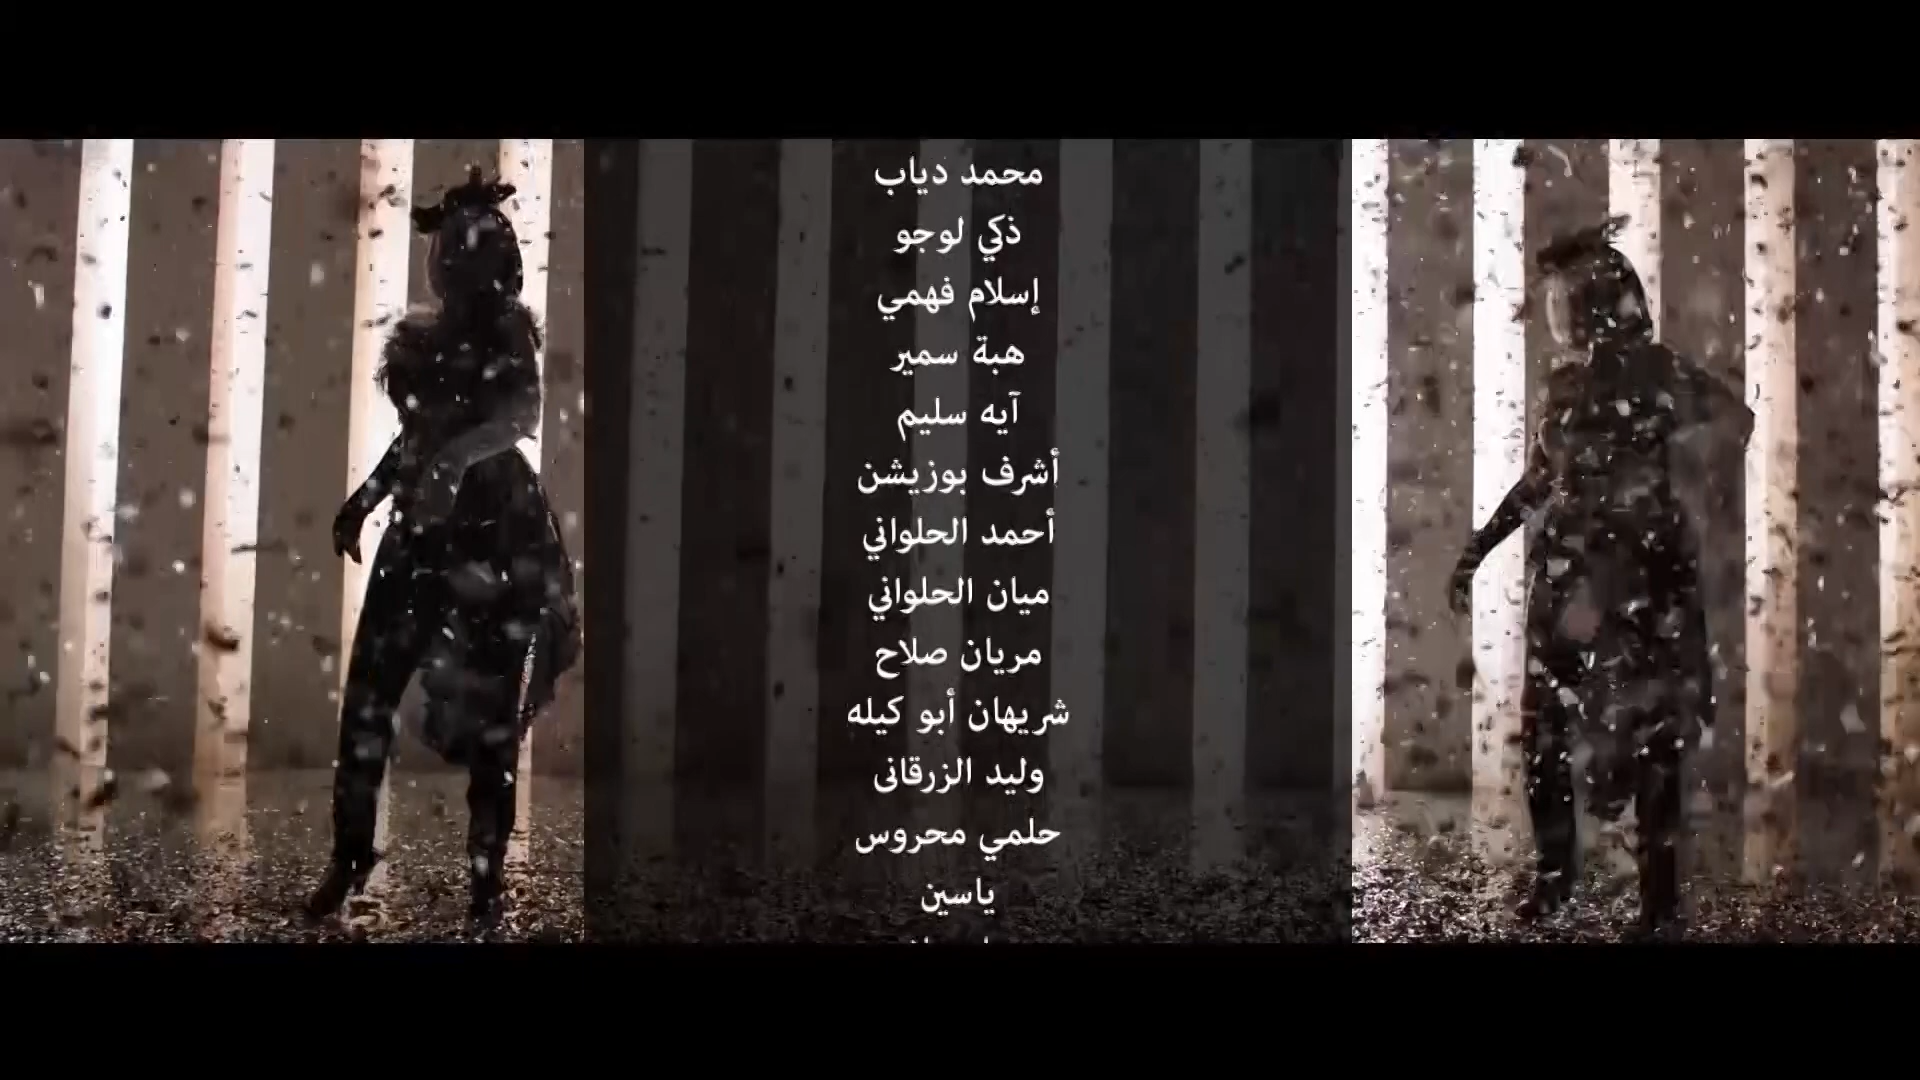 محمد دياب
ذكي لوجو
إسلام فهمي
هبة سمير
آيه سليم
أشرف بوزيشن
أحمد الحلواني
ميان الحلواني
مريان صلاح
شريهان أبو كيله
وليد الزرقانى
حلمي محروس
ياسين